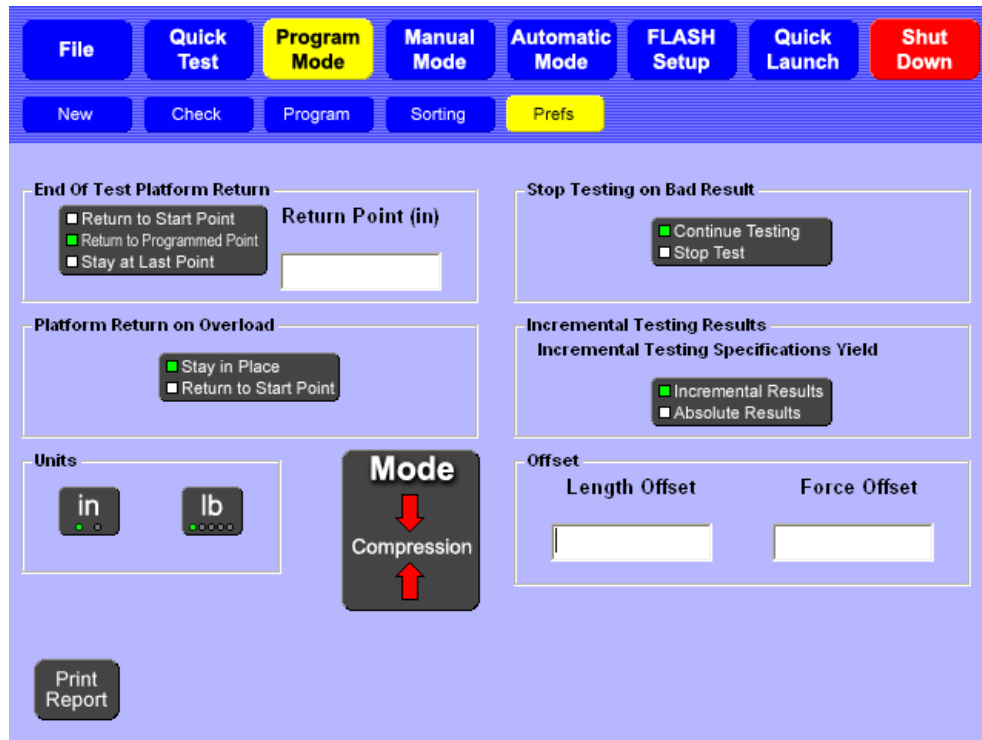 File
Quick Test
Program Mode
Manual Mode
Automatic Mode
FLASH Setup
Quick Launch
Shut Down
New
Check
Program
Sorting
Prefs
End Of Test Platform Return
Return to Start Point
Return to Programmed Point
Stay at Last Point
Return Point (in)
Stop Testing on Bad Result
Continue Testing
Stop Test
Platform Return on Overload
Stay in Place
Return to Start Point
Incremental Testing Results
Incremental Testing Specifications Yield
Incremental Results
Absolute Results
Units
in
lb
Mode
Compression
Offset
Length Offset
Force Offset
Print
Report